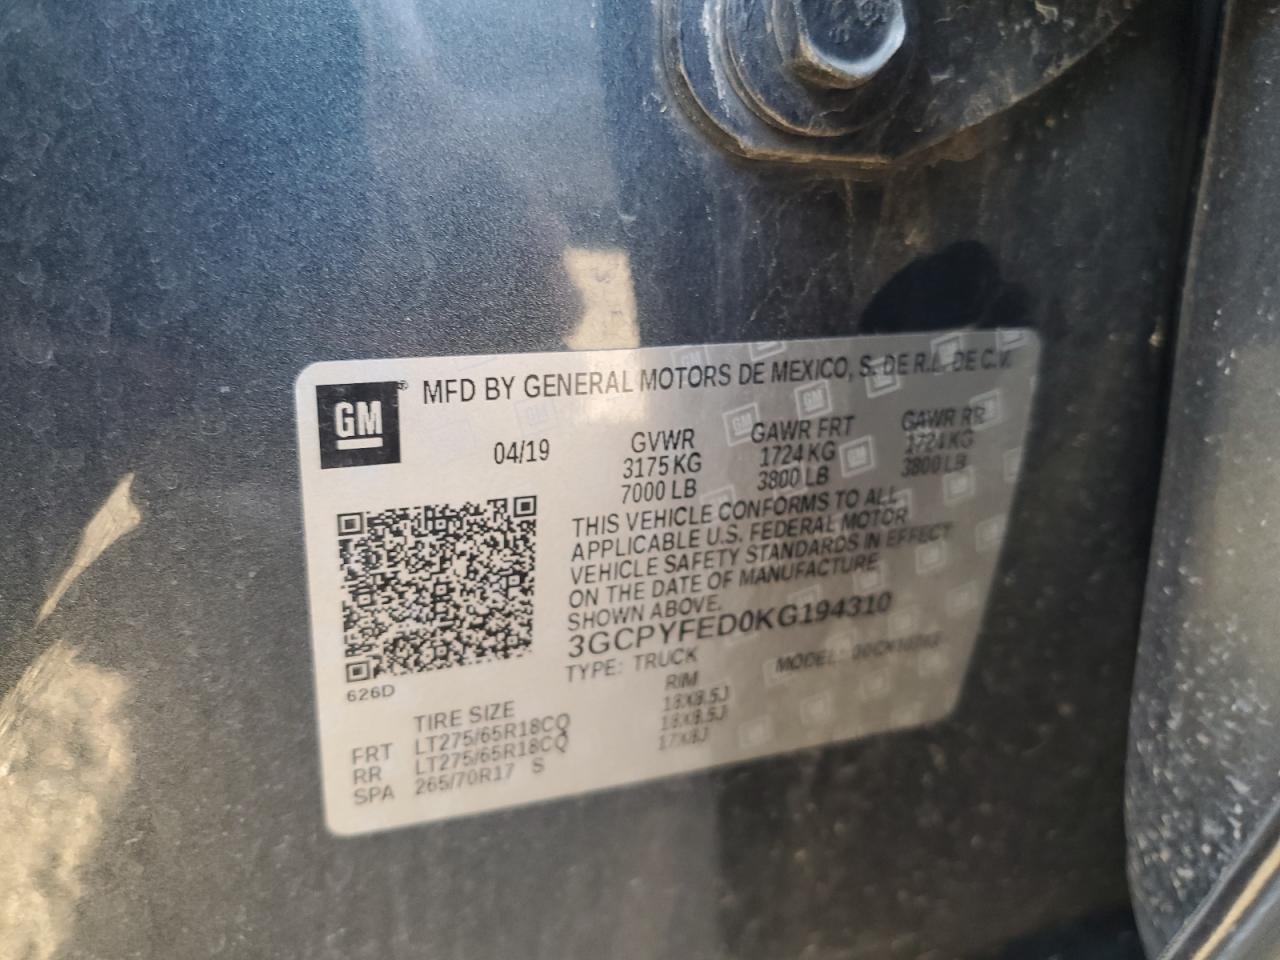 GM ® MFD BY GENERAL MOTORS DE MEXICO, S. DE R.L. DE C.V.
04/19 GVWR GAWR FRT GAWR RR
3175 KG 1724 KG 1724 KG
7000 LB 3800 LB 3800 LB
THIS VEHICLE CONFORMS TO ALL
APPLICABLE U.S. FEDERAL MOTOR
VEHICLE SAFETY STANDARDS IN EFFECT
ON THE DATE OF MANUFACTURE
SHOWN ABOVE.
3GCPYFED0KG194310
TYPE: TRUCK MODEL:
626D
TIRE SIZE RIM
FRT LT275/65R18CQ 18X8.5J
RR LT275/65R18CQ 18X8.5J
SPA 265/70R17 S 17X8J